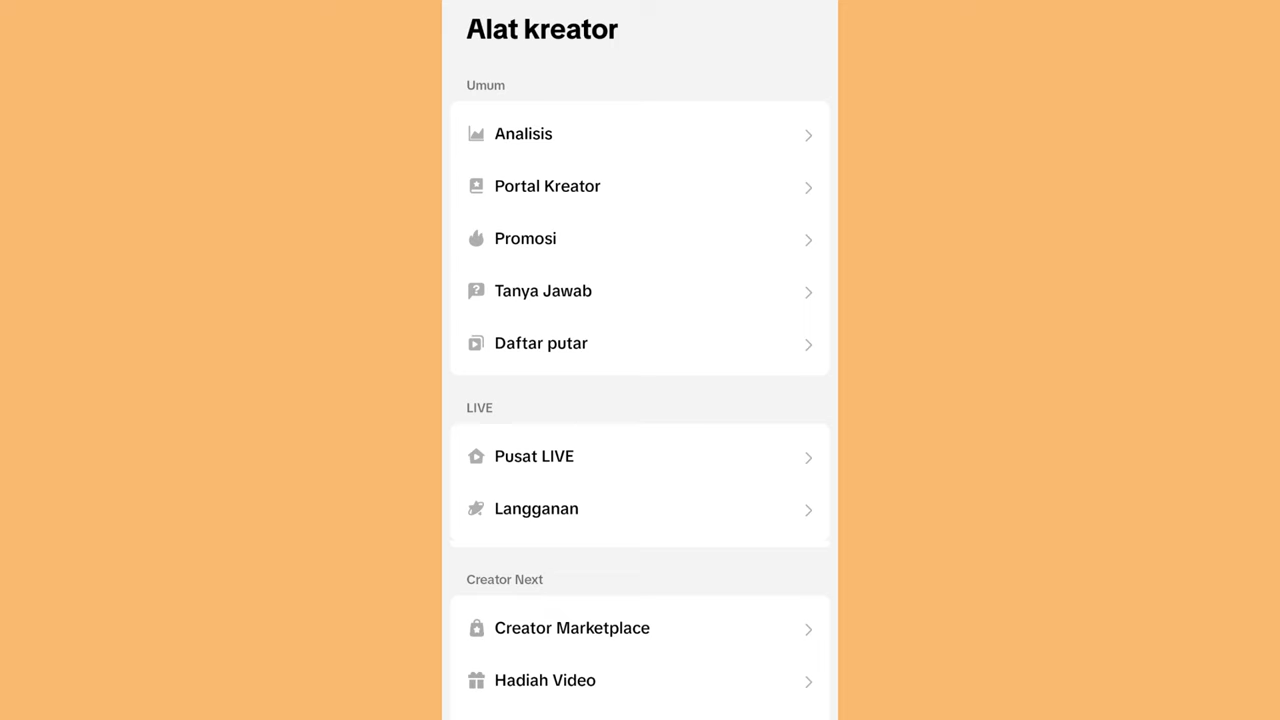 Alat kreator
Umum
Analisis
Portal Kreator
Promosi
Tanya Jawab
Daftar putar
LIVE
Pusat LIVE
Langganan
Creator Next
Creator Marketplace
Hadiah Video